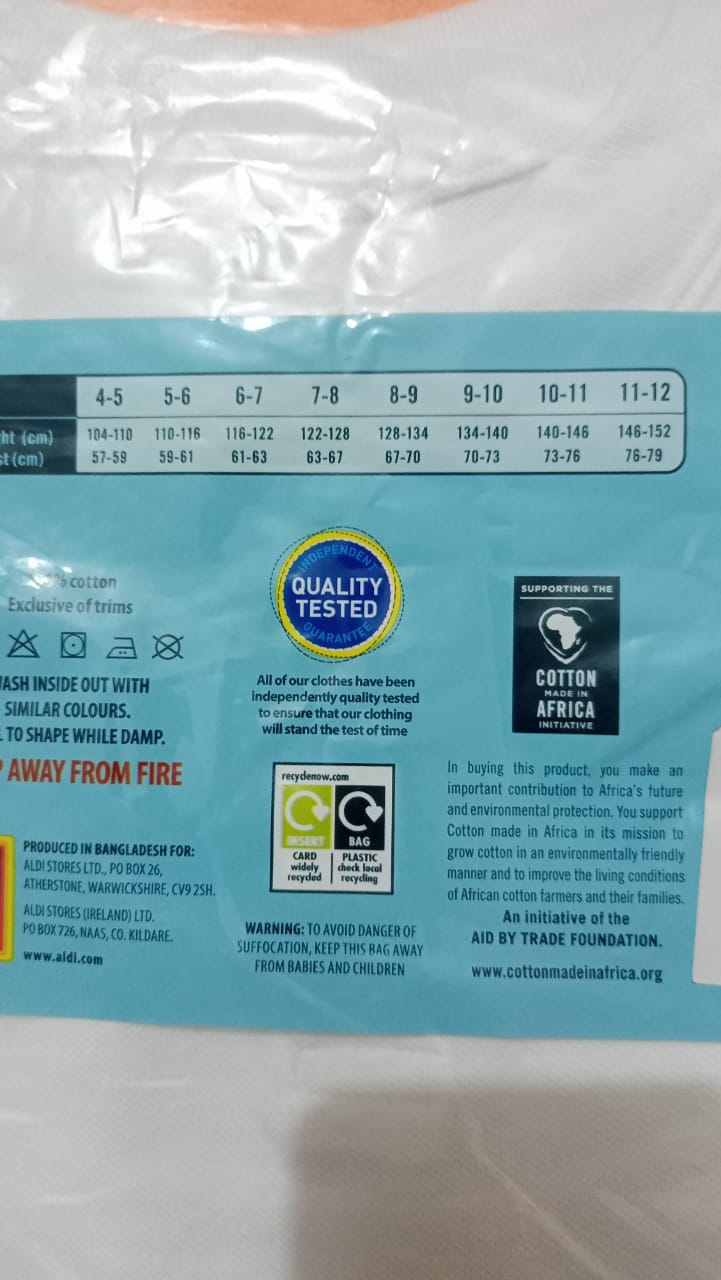 4-5 5-6 6-7 7-8 8-9 9-10 10-11 11-12
ht (cm) 104-110 110-116 116-122 122-128 128-134 134-140 140-146 146-152
st (cm) 57-59 59-61 61-63 63-67 67-70 70-73 73-76 76-79
% cotton
Exclusive of trims
ASH INSIDE OUT WITH
SIMILAR COLOURS.
TO SHAPE WHILE DAMP.
AWAY FROM FIRE
PRODUCED IN BANGLADESH FOR:
ALDI STORES LTD., PO BOX 26,
ATHERSTONE, WARWICKSHIRE, CV9 2SH.
ALDI STORES (IRELAND) LTD.
PO BOX 726, NAAS, CO. KILDARE.
www.aldi.com
INDEPENDENT
QUALITY
TESTED
GUARANTEE
All of our clothes have been
independently quality tested
to ensure that our clothing
will stand the test of time
recyclenow.com
INSERT BAG
CARD PLASTIC
widely check local
recycled recycling
WARNING: TO AVOID DANGER OF
SUFFOCATION, KEEP THIS BAG AWAY
FROM BABIES AND CHILDREN
SUPPORTING THE
COTTON
MADE IN
AFRICA
INITIATIVE
In buying this product, you make an
important contribution to Africa's future
and environmental protection. You support
Cotton made in Africa in its mission to
grow cotton in an environmentally friendly
manner and to improve the living conditions
of African cotton farmers and their families.
An initiative of the
AID BY TRADE FOUNDATION.
www.cottonmadeinafrica.org